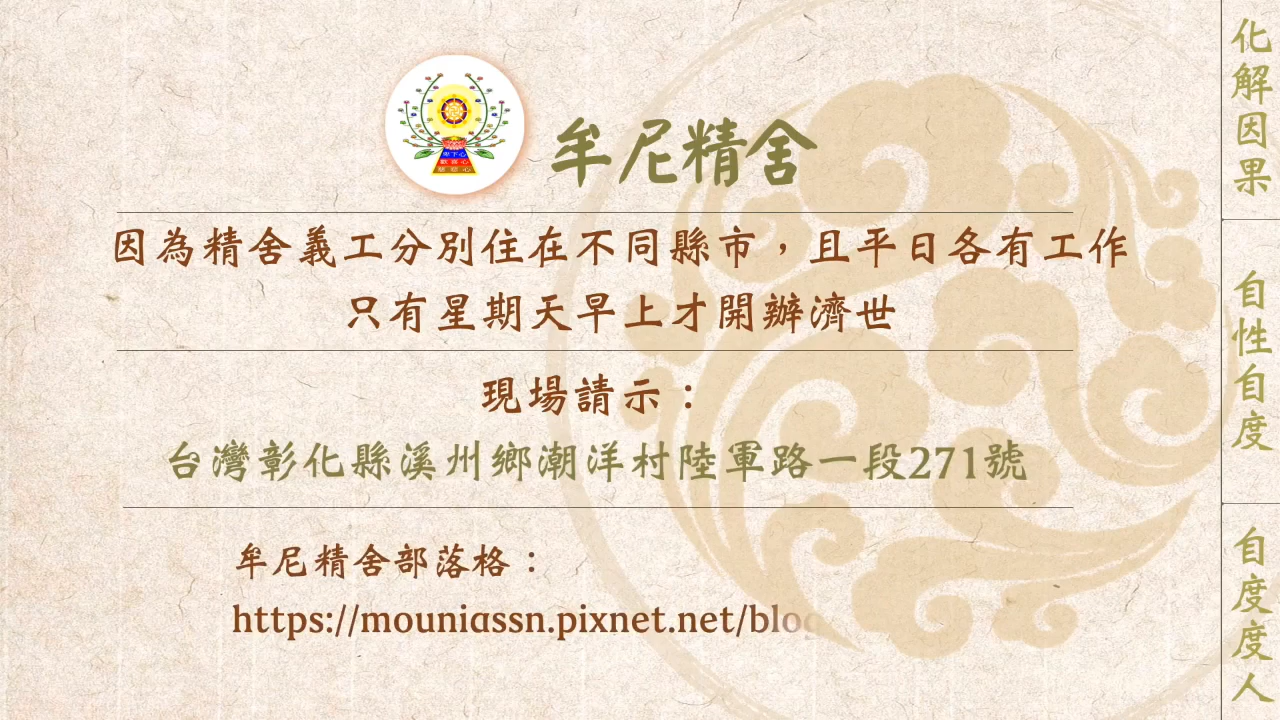 牟尼精舍
因為精舍義工分別住在不同縣市，且平日各有工作
只有星期天早上才開辦濟世
現場請示：
台灣彰化縣溪州鄉潮洋村陸軍路一段271號
牟尼精舍部落格：
https://mouniassn.pixnet.net/blog
化解因果
自性自度
自度度人